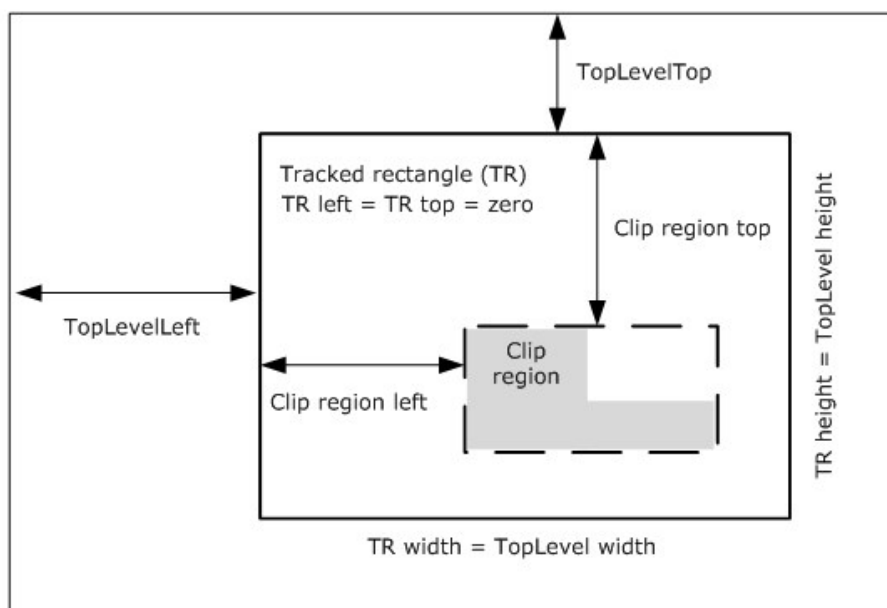 TopLevelTop
Tracked rectangle (TR)
TR left = TR top = zero
Clip region top
TopLevelLeft
Clip
region
Clip region left
TR height = TopLevel height
TR width = TopLevel width